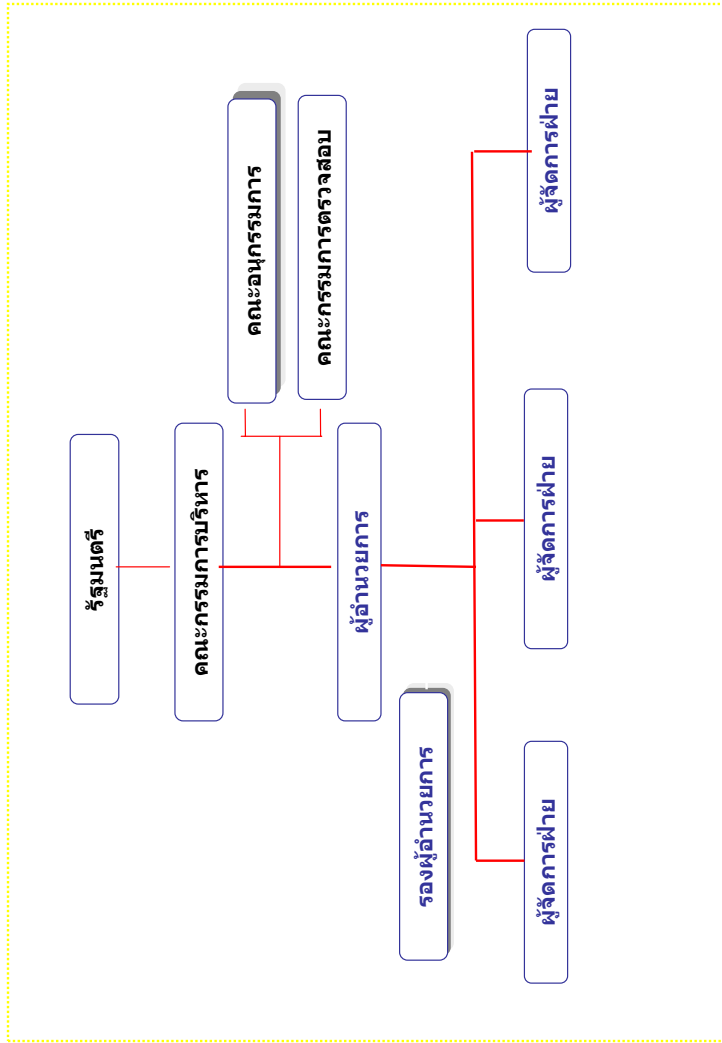 รัฐมนตรี
คณะกรรมการบริหาร
คณะอนุกรรมการ
คณะกรรมการตรวจสอบ
ผู้อำนวยการ
รองผู้อำนวยการ
ผู้จัดการฝ่าย
ผู้จัดการฝ่าย
ผู้จัดการฝ่าย